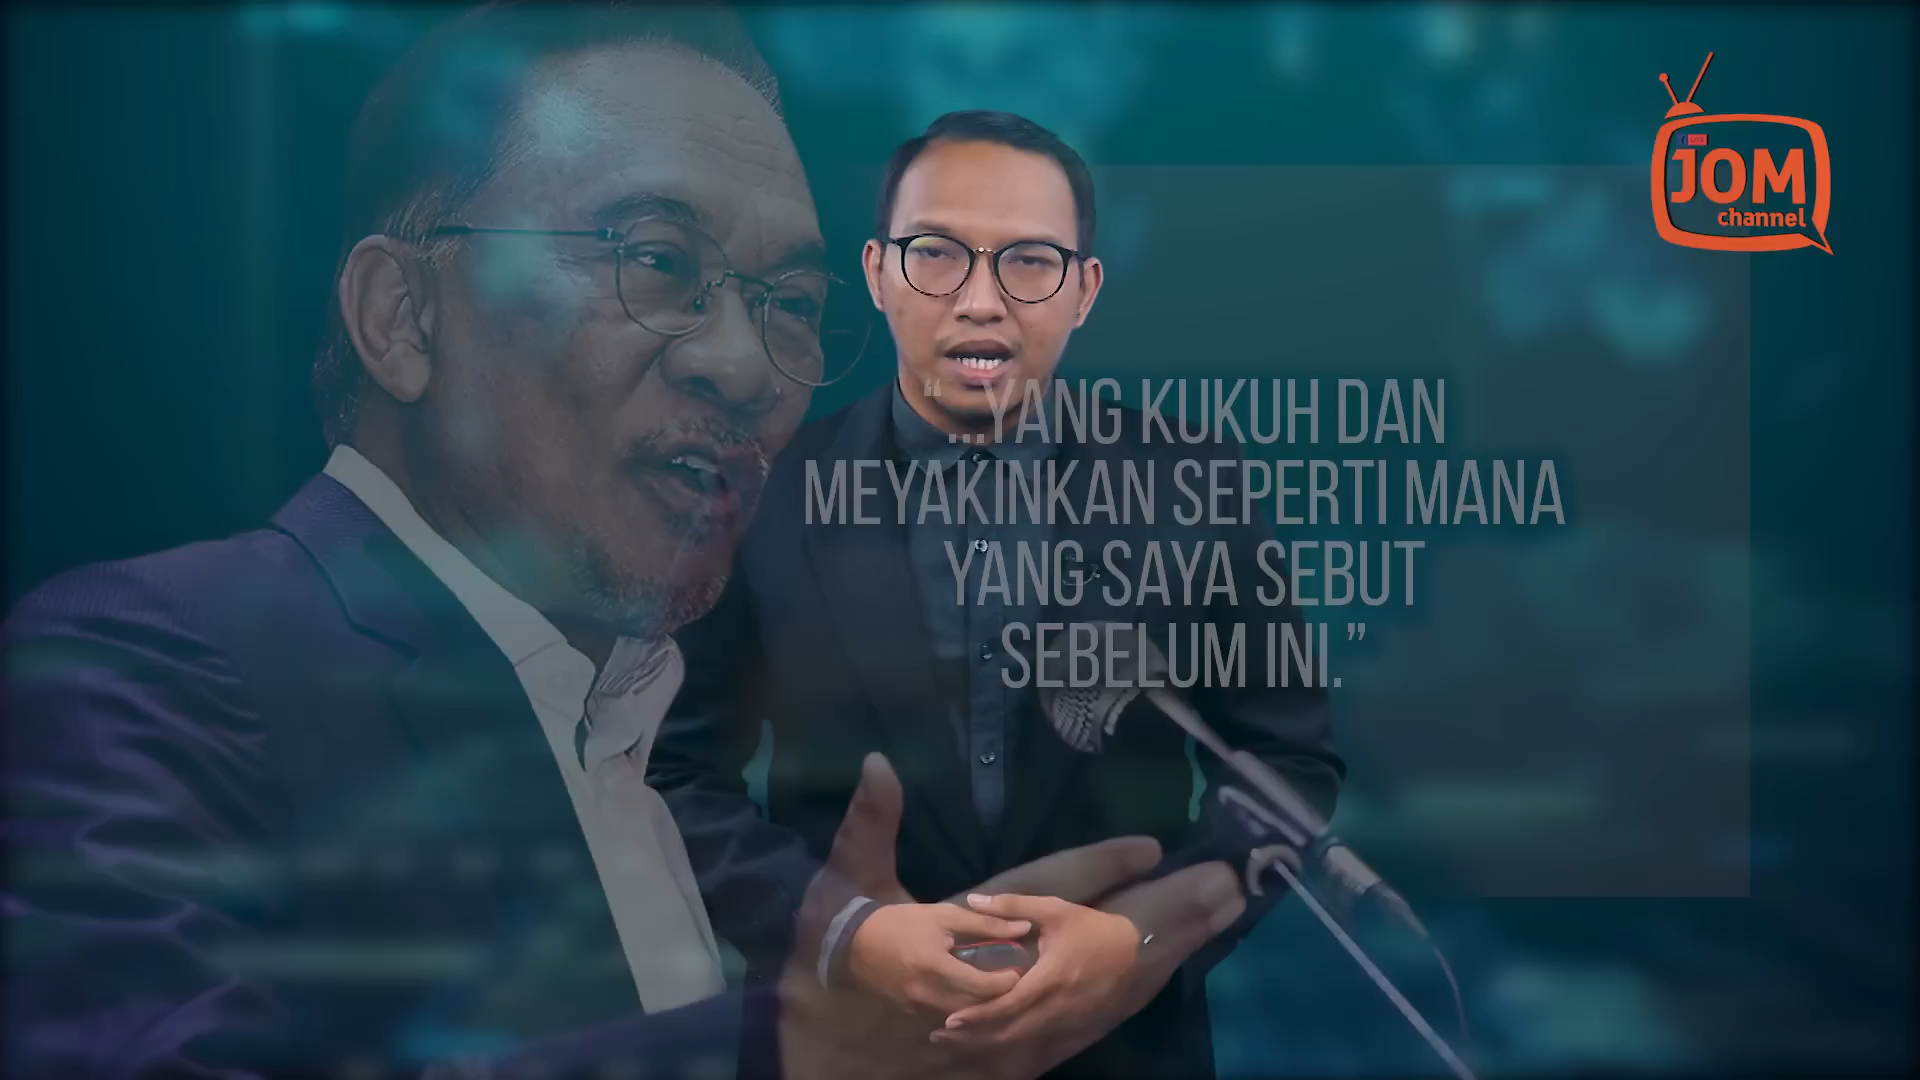 JOM
channel
“...YANG KUKUH DAN
MEYAKINKAN SEPERTI MANA
YANG SAYA SEBUT
SEBELUM INI.”